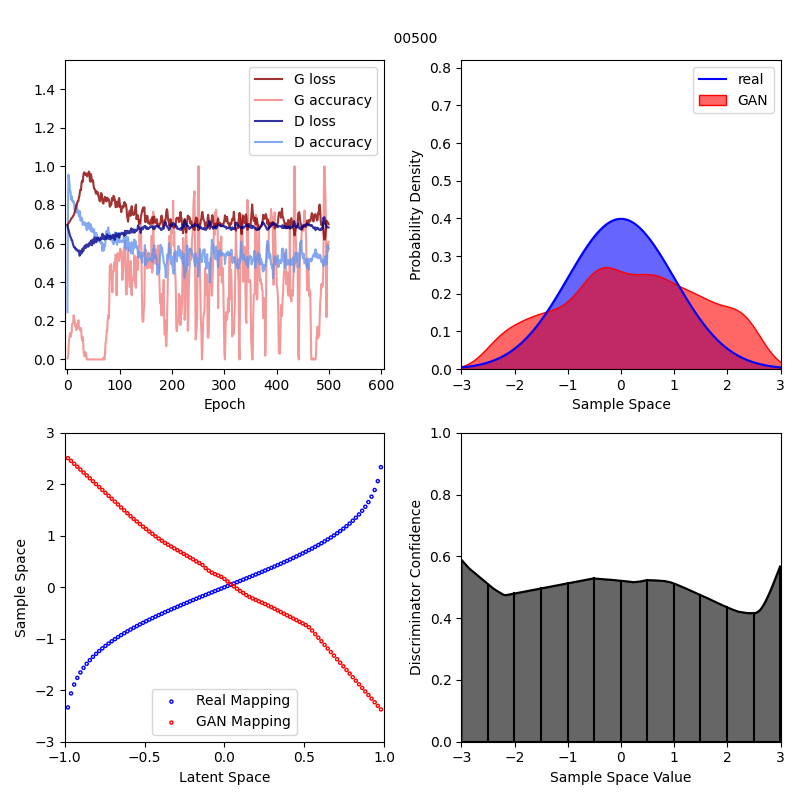 00500
G loss
G accuracy
D loss
D accuracy
1.4
1.2
1.0
0.8
0.6
0.4
0.2
0.0
0 100 200 300 400 500 600
Epoch
real
GAN
Probability Density
0.8
0.7
0.6
0.5
0.4
0.3
0.2
0.1
0.0
−3 −2 −1 0 1 2 3
Sample Space
Sample Space
3
2
1
0
−1
−2
−3
Real Mapping
GAN Mapping
−1.0 −0.5 0.0 0.5 1.0
Latent Space
Discriminator Confidence
1.0
0.8
0.6
0.4
0.2
0.0
−3 −2 −1 0 1 2 3
Sample Space Value